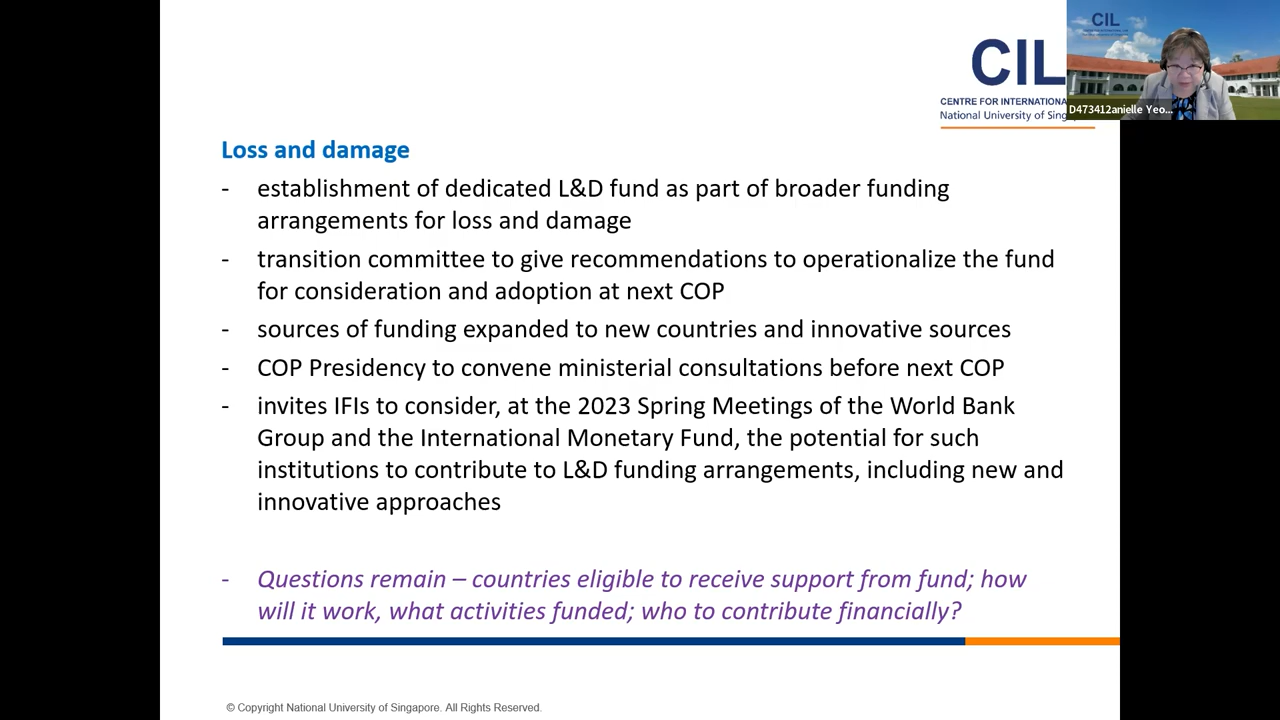 CIL
CENTRE FOR INTERNATIONA
National University of Sing
CIL
D473412anielle Yeo...
Loss and damage
- establishment of dedicated L&D fund as part of broader funding
arrangements for loss and damage
- transition committee to give recommendations to operationalize the fund
for consideration and adoption at next COP
- sources of funding expanded to new countries and innovative sources
- COP Presidency to convene ministerial consultations before next COP
- invites IFIs to consider, at the 2023 Spring Meetings of the World Bank
Group and the International Monetary Fund, the potential for such
institutions to contribute to L&D funding arrangements, including new and
innovative approaches
- Questions remain – countries eligible to receive support from fund; how
will it work, what activities funded; who to contribute financially?
© Copyright National University of Singapore. All Rights Reserved.